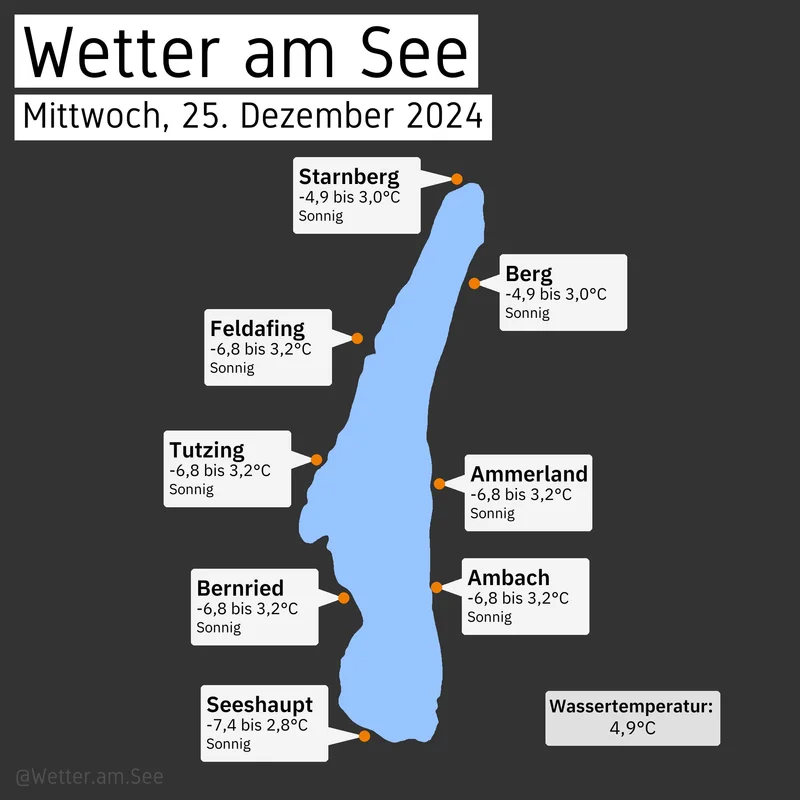 Wetter am See
Mittwoch, 25. Dezember 2024
Starnberg
-4,9 bis 3,0°C
Sonnig
Berg
-4,9 bis 3,0°C
Sonnig
Feldafing
-6,8 bis 3,2°C
Sonnig
Tutzing
-6,8 bis 3,2°C
Sonnig
Ammerland
-6,8 bis 3,2°C
Sonnig
Ambach
-6,8 bis 3,2°C
Sonnig
Bernried
-6,8 bis 3,2°C
Sonnig
Seeshaupt
-7,4 bis 2,8°C
Sonnig
Wassertemperatur:
4,9°C
@Wetter.am.See